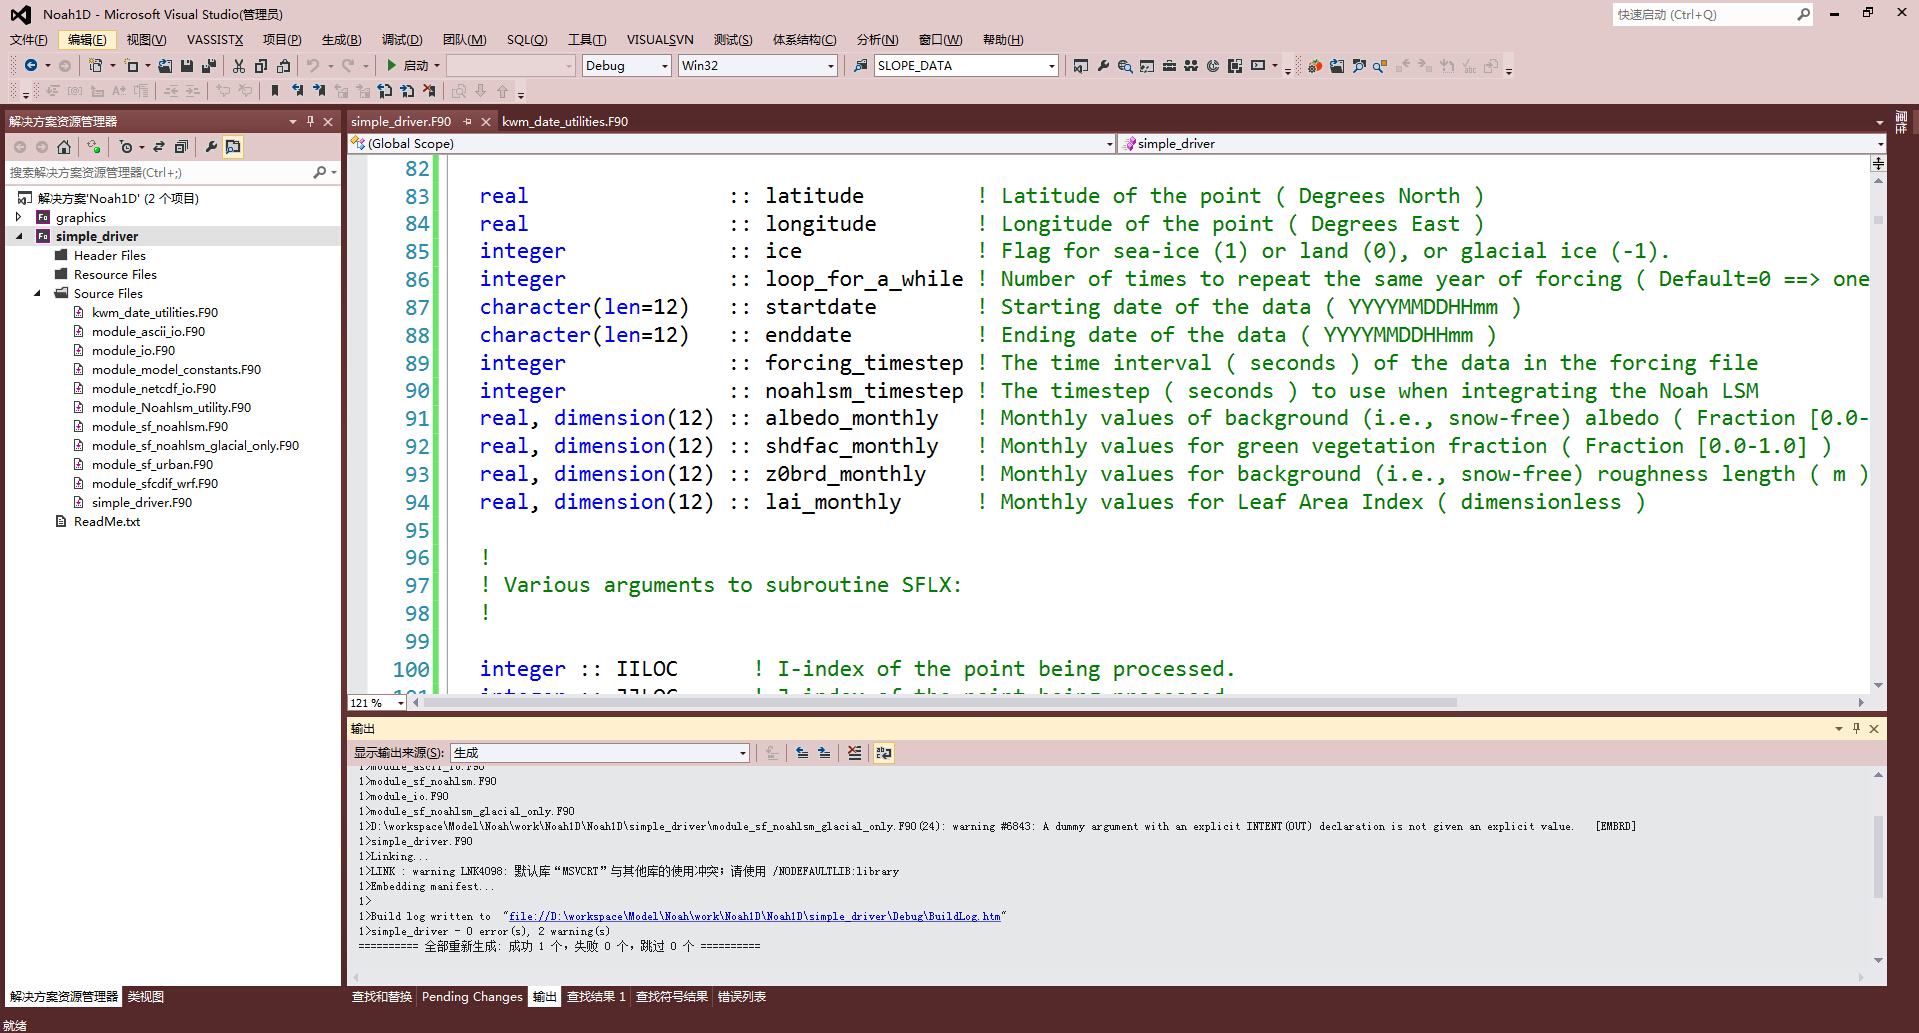 Noah1D - Microsoft Visual Studio(管理员)
快速启动 (Ctrl+Q)
文件(F) 编辑(E) 视图(V) VASSISTX 项目(P) 生成(B) 调试(D) 团队(M) SQL(Q) 工具(T) VISUALSVN 测试(S) 体系结构(C) 分析(N) 窗口(W) 帮助(H)
启动 Debug Win32 SLOPE_DATA
解决方案资源管理器
搜索解决方案资源管理器(Ctrl+;)
解决方案'Noah1D' (2 个项目)
graphics
simple_driver
Header Files
Resource Files
Source Files
kwm_date_utilities.F90
module_ascii_io.F90
module_io.F90
module_model_constants.F90
module_netcdf_io.F90
module_Noahlsm_utility.F90
module_sf_noahlsm.F90
module_sf_noahlsm_glacial_only.F90
module_sf_urban.F90
module_sfcdif_wrf.F90
simple_driver.F90
ReadMe.txt
解决方案资源管理器 类视图
simple_driver.F90 kwm_date_utilities.F90
(Global Scope) simple_driver
82
83 real :: latitude ! Latitude of the point ( Degrees North )
84 real :: longitude ! Longitude of the point ( Degrees East )
85 integer :: ice ! Flag for sea-ice (1) or land (0), or glacial ice (-1).
86 integer :: loop_for_a_while ! Number of times to repeat the same year of forcing ( Default=0 ==> one
87 character(len=12) :: startdate ! Starting date of the data ( YYYYMMDDHHmm )
88 character(len=12) :: enddate ! Ending date of the data ( YYYYMMDDHHmm )
89 integer :: forcing_timestep ! The time interval ( seconds ) of the data in the forcing file
90 integer :: noahlsm_timestep ! The timestep ( seconds ) to use when integrating the Noah LSM
91 real, dimension(12) :: albedo_monthly ! Monthly values of background (i.e., snow-free) albedo ( Fraction [0.0-
92 real, dimension(12) :: shdfac_monthly ! Monthly values for green vegetation fraction ( Fraction [0.0-1.0] )
93 real, dimension(12) :: z0brd_monthly ! Monthly values for background (i.e., snow-free) roughness length ( m )
94 real, dimension(12) :: lai_monthly ! Monthly values for Leaf Area Index ( dimensionless )
95
96 !
97 ! Various arguments to subroutine SFLX:
98 !
99
100 integer :: IILOC ! I-index of the point being processed.
101 integer :: JJLOC ! J-index of the point being processed.
121 %
属性
输出
显示输出来源(S): 生成
1>module_ascii_io.F90
1>module_sf_noahlsm.F90
1>module_io.F90
1>module_sf_noahlsm_glacial_only.F90
1>D:\workspace\Model\Noah\work\Noah1D\Noah1D\simple_driver\module_sf_noahlsm_glacial_only.F90(24): warning #6843: A dummy argument with an explicit INTENT(OUT) declaration is not given an explicit value. [EMBRD]
1>simple_driver.F90
1>Linking...
1>LINK : warning LNK4098: 默认库“MSVCRT”与其他库的使用冲突；请使用 /NODEFAULTLIB:library
1>Embedding manifest...
1>
1>Build log written to "file://D:\workspace\Model\Noah\work\Noah1D\Noah1D\simple_driver\Debug\BuildLog.htm"
1>simple_driver - 0 error(s), 2 warning(s)
========== 全部重新生成: 成功 1 个，失败 0 个，跳过 0 个 ==========
查找和替换 Pending Changes 输出 查找结果 1 查找符号结果 错误列表
就绪